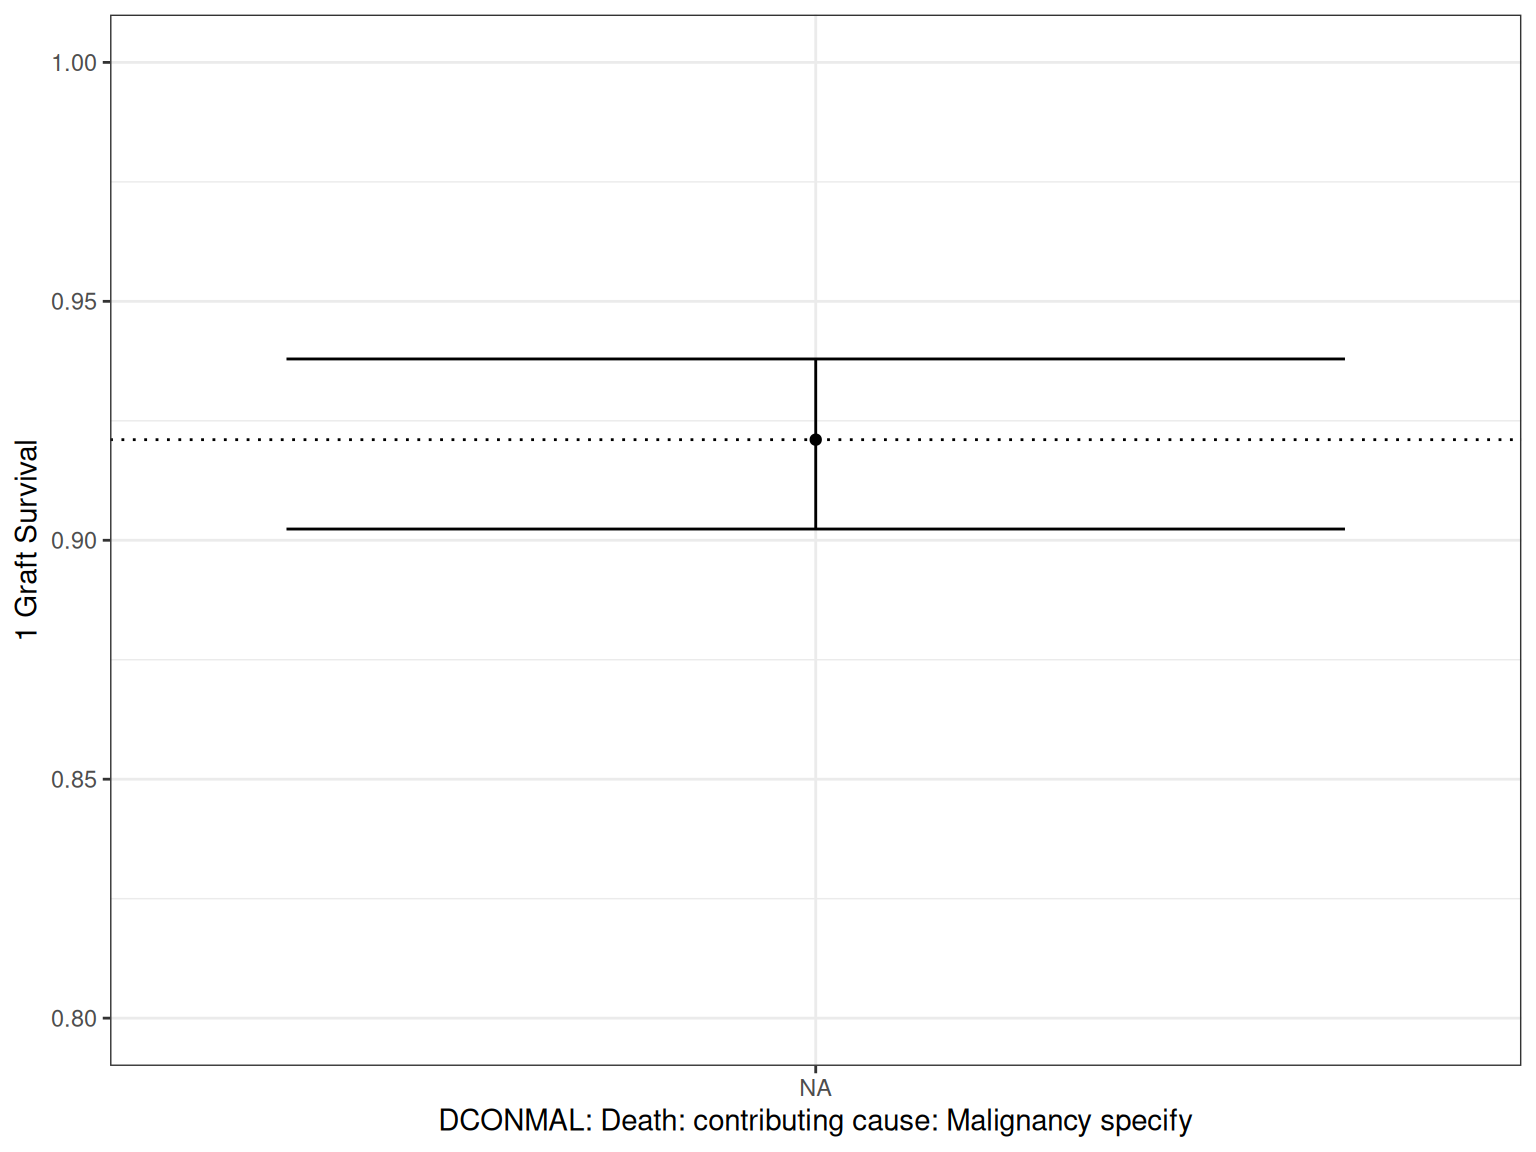 1.00
0.95
0.90
0.85
0.80
1 Graft Survival
NA
DCONMAL: Death: contributing cause: Malignancy specify